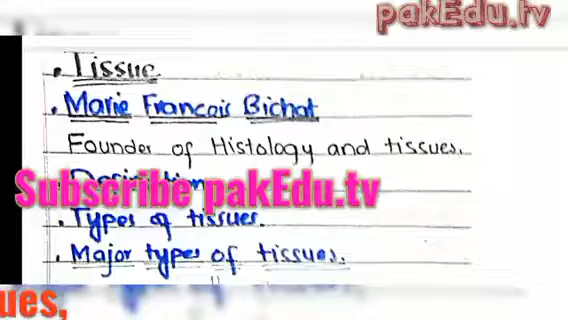 pakEdu.tv
• Tissue
• Marie Francois Bichat
Founder of Histology and tissues.
Subscribe pakEdu.tv
• Types of tissues.
• Major types of tissues.
ues,